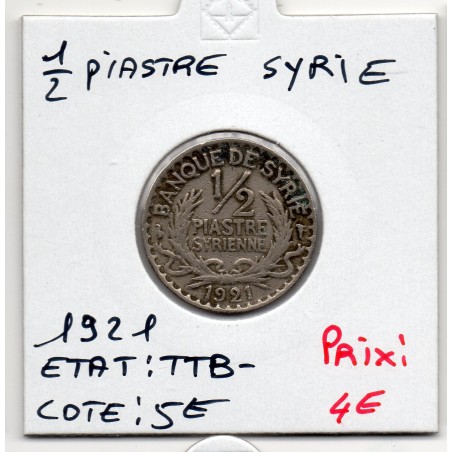 1/2 PIASTRE SYRIE
BANQUE DE SYRIE
1/2
PIASTRE
SYRIENNE
1921
1921
ETAT: TTB-
COTE: 5E
PRIX:
4E